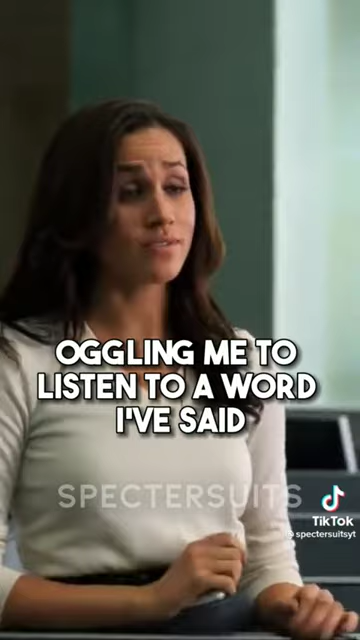 OGGLING ME TO
LISTEN TO A WORD
I'VE SAID
SPECTERSUITS
TikTok
spectersuitsyt